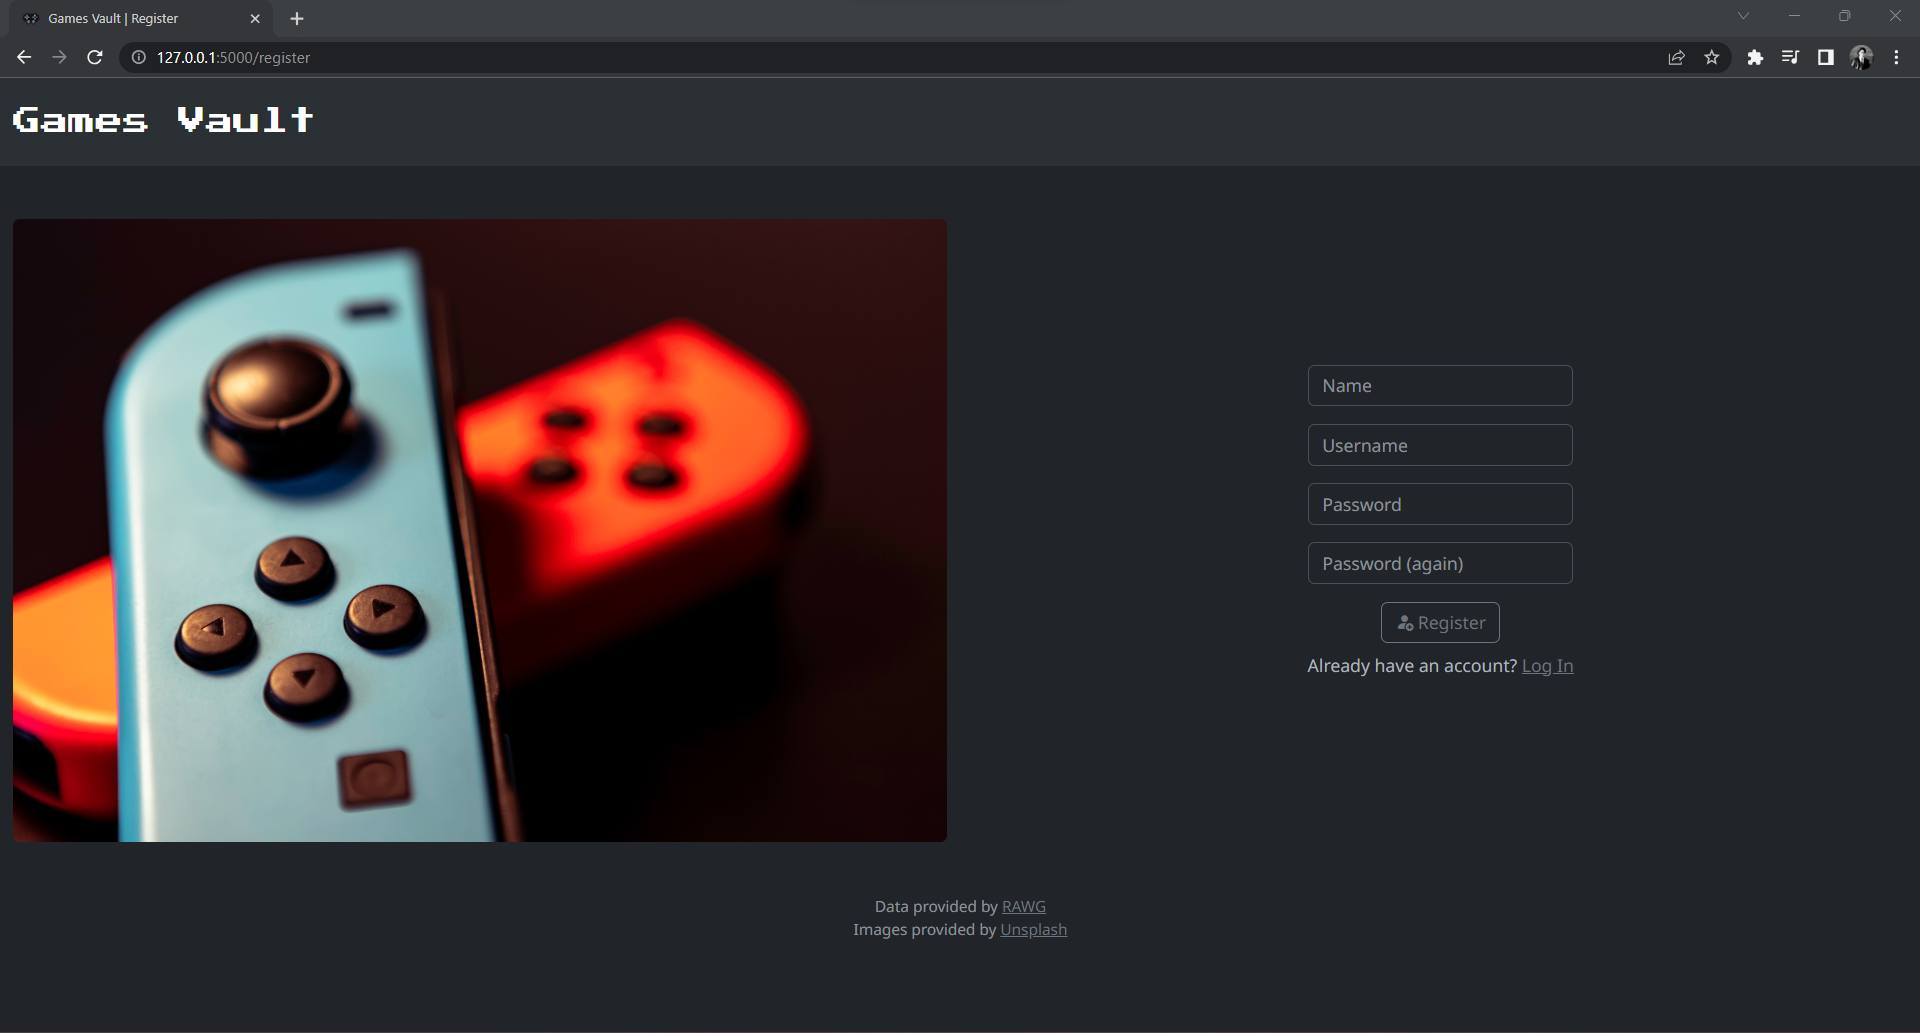 Games Vault | Register
127.0.0.1:5000/register
Games Vault
Name
Username
Password
Password (again)
Register
Already have an account? Log In
Data provided by RAWG
Images provided by Unsplash